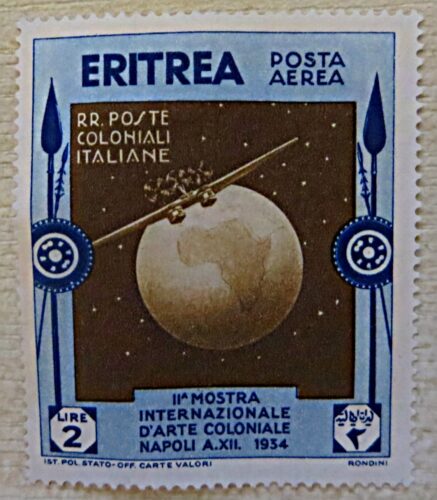 ERITREA
POSTA
AEREA
RR. POSTE
COLONIALI
ITALIANE
IIA MOSTRA
INTERNAZIONALE
D'ARTE COLONIALE
NAPOLI A.XII. 1934
LIRE
2
٢
IST. POL. STATO-OFF. CARTE VALORI
RONDINI